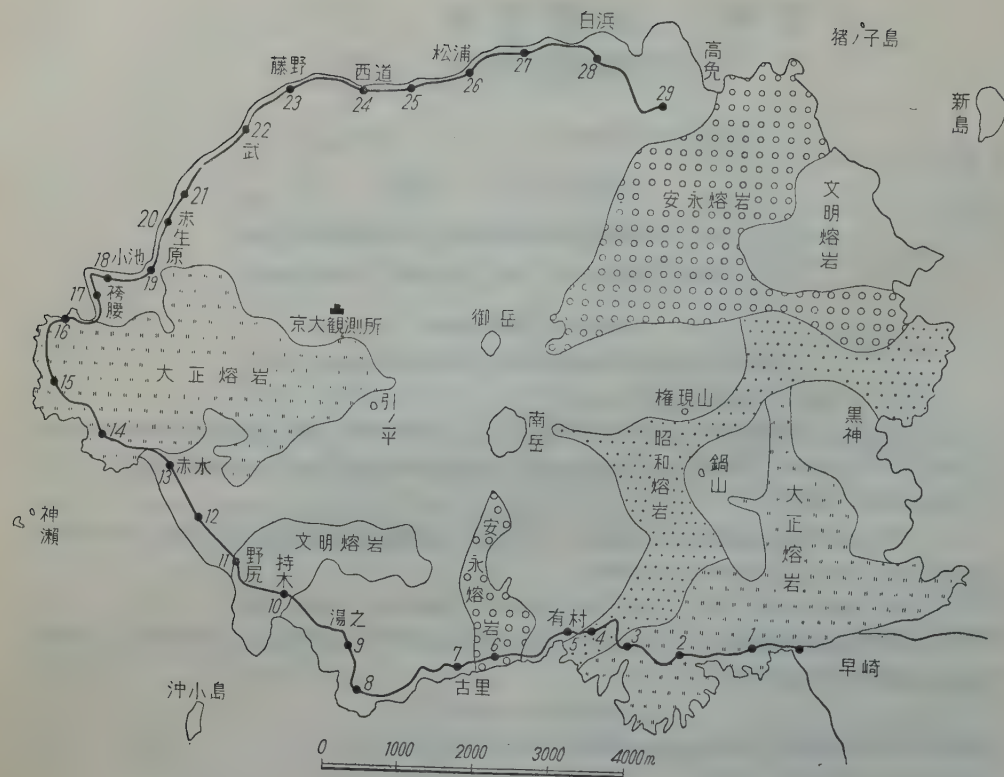 白浜
猪ノ子島
高免
松浦
27
28
29
藤野
西道
26
25
24
23
新島
22
武
安永熔岩
文明熔岩
21
20
赤生原
18
小池
19
17
袴腰
16
京大観測所
御岳
大正熔岩
15
引ノ平
権現山
黒神
南岳
昭和熔岩
鍋山
14
13
赤水
大正熔岩
神瀬
12
安永熔岩
文明熔岩
11
野尻
持木
10
湯之
9
有村
8
7
6
5
4
3
2
1
早崎
古里
沖小島
0 1000 2000 3000 4000m